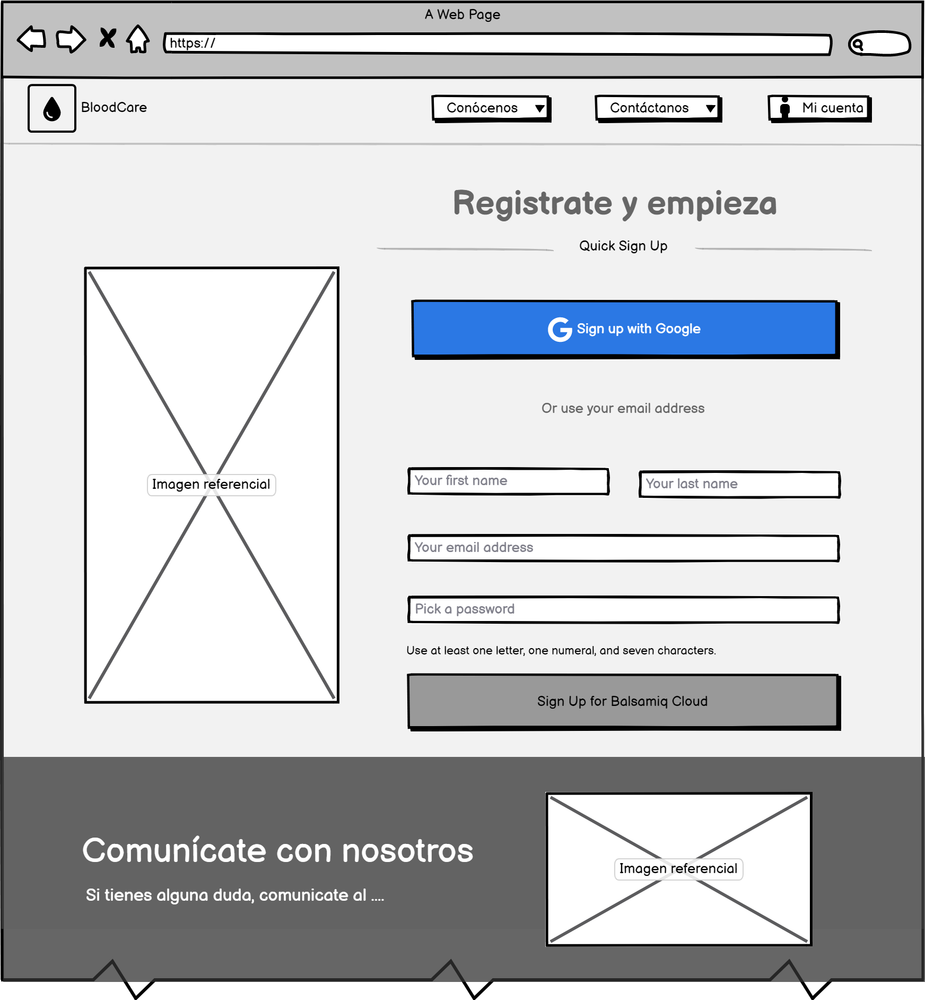 A Web Page
https://
BloodCare
Conócenos
Contáctanos
Mi cuenta
Registrate y empieza
Quick Sign Up
Sign up with Google
Or use your email address
Your first name
Your last name
Your email address
Pick a password
Use at least one letter, one numeral, and seven characters.
Sign Up for Balsamiq Cloud
Imagen referencial
Comunícate con nosotros
Si tienes alguna duda, comunicate al ....
Imagen referencial